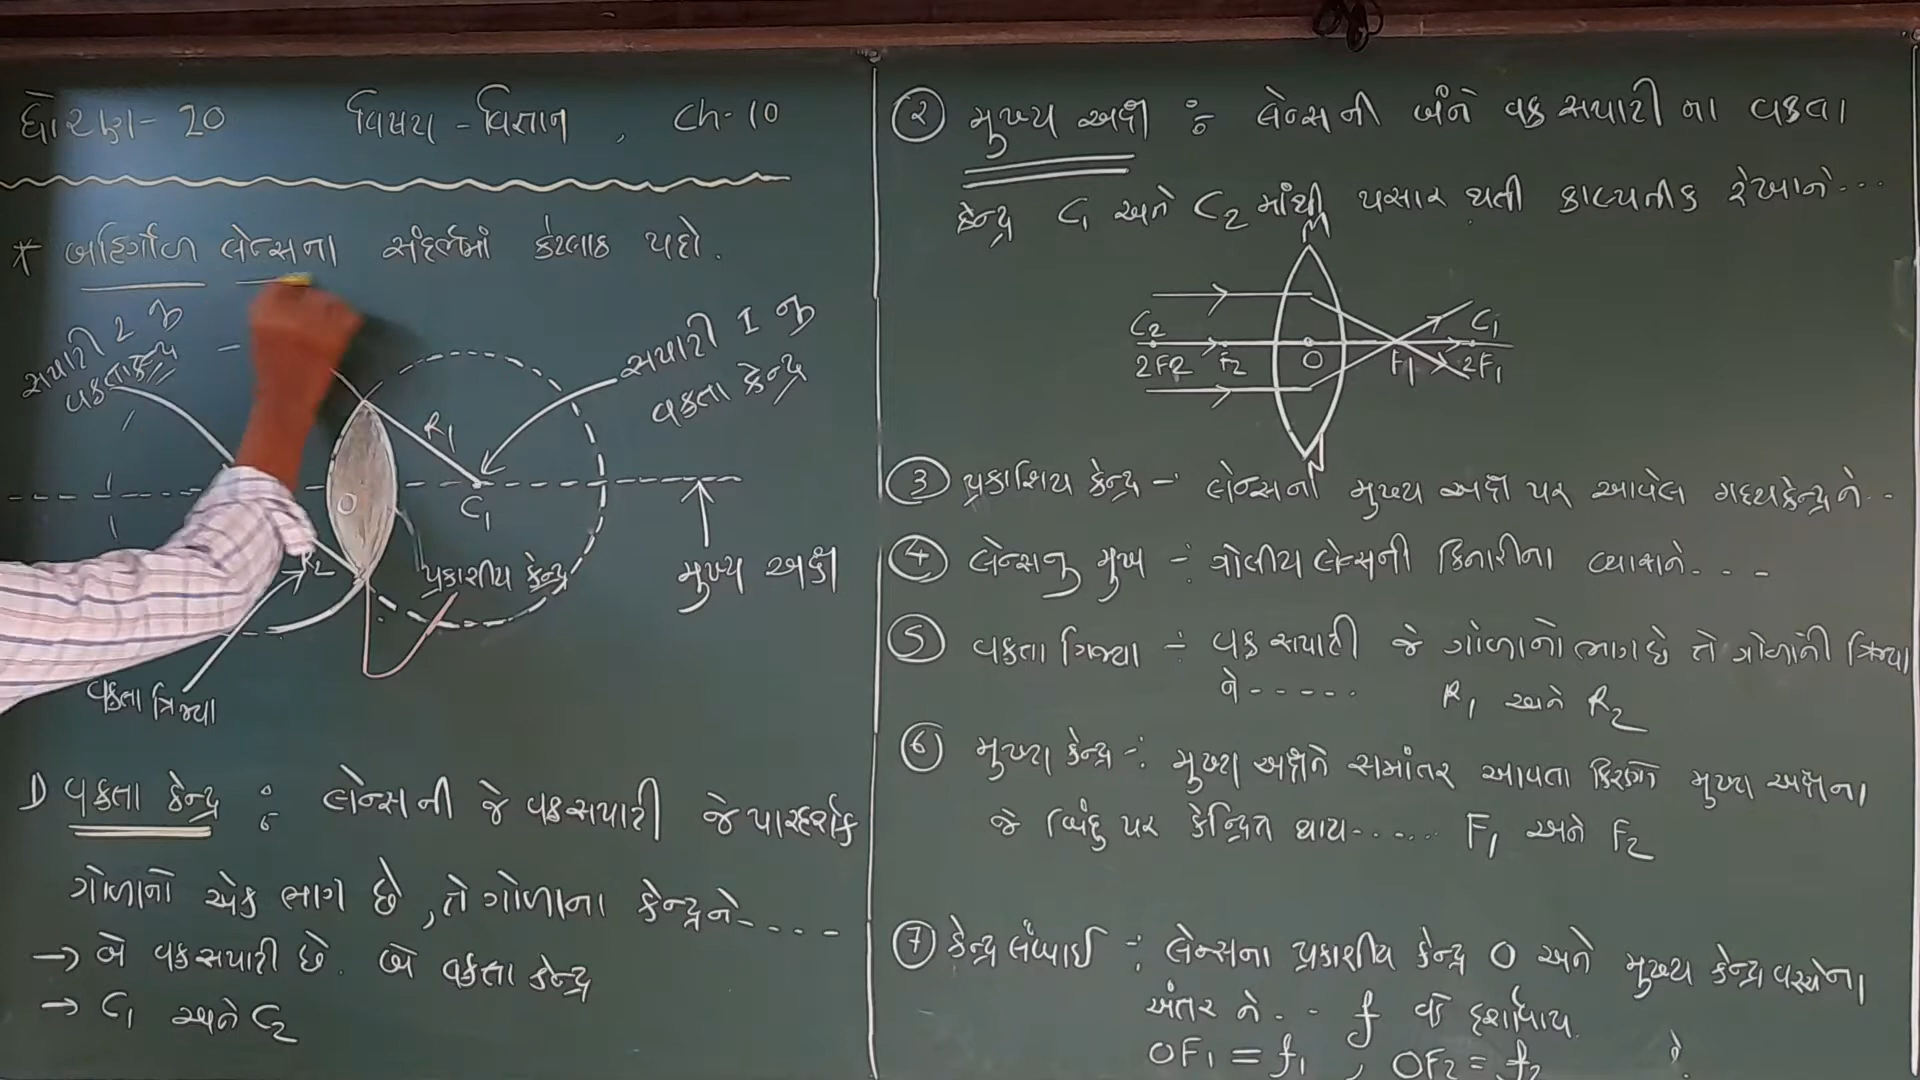 ધોરણ- 10 વિષય - વિજ્ઞાન , Ch- 10
* બહિર્ગોળ લેન્સના સંદર્ભમાં કેટલાક પદો.
સપાટી 2 નુ
વક્રતાકેન્દ્ર
સપાટી I નુ
વક્રતા કેન્દ્ર
R1
O
C1
R2
પ્રકાશીય કેન્દ્ર
મુખ્ય અક્ષ
વક્રતા ત્રિજ્યા
1) વક્રતા કેન્દ્ર : લેન્સ ની જે વક્રસપાટી જે પારદર્શક
ગોળાનો એક ભાગ છે , તે ગોળાના કેન્દ્રને - - - -
→ બે વક્રસપાટી છે. બે વક્રતા કેન્દ્ર
→ C1 અને C2
② મુખ્ય અક્ષ : લેન્સ ની બંને વક્ર સપાટી ના વક્રતા
કેન્દ્ર C1 અને C2 માંથી પસાર થતી કાલ્પનીક રેખાને - - -
M
C2 C1
2F2 F2 O F1 2F1
N
③ પ્રકાશિય કેન્દ્ર - : લેન્સના મુખ્ય અક્ષ પર આવેલ મધ્યકેન્દ્રને - -
④ લેન્સનુ મુખ - : ગોલીય લેન્સની કિનારીના વ્યાસને - - -
⑤ વક્રતા ત્રિજ્યા - : વક્ર સપાટી જે ગોળાનો ભાગ છે તે ગોળાની ત્રિજ્યા
ને - - - - - R1 અને R2
⑥ મુખ્ય કેન્દ્ર - : મુખ્ય અક્ષને સમાંતર આવતા કિરણો મુખ્ય અક્ષના
જે બિંદુ પર કેન્દ્રિત થાય - - - - - F1 અને F2
⑦ કેન્દ્ર લંબાઈ - : લેન્સના પ્રકાશીય કેન્દ્ર O અને મુખ્ય કેન્દ્ર વચ્ચેના
અંતર ને - - f વડે દર્શાવાય
OF1 = f1 , OF2 = f2